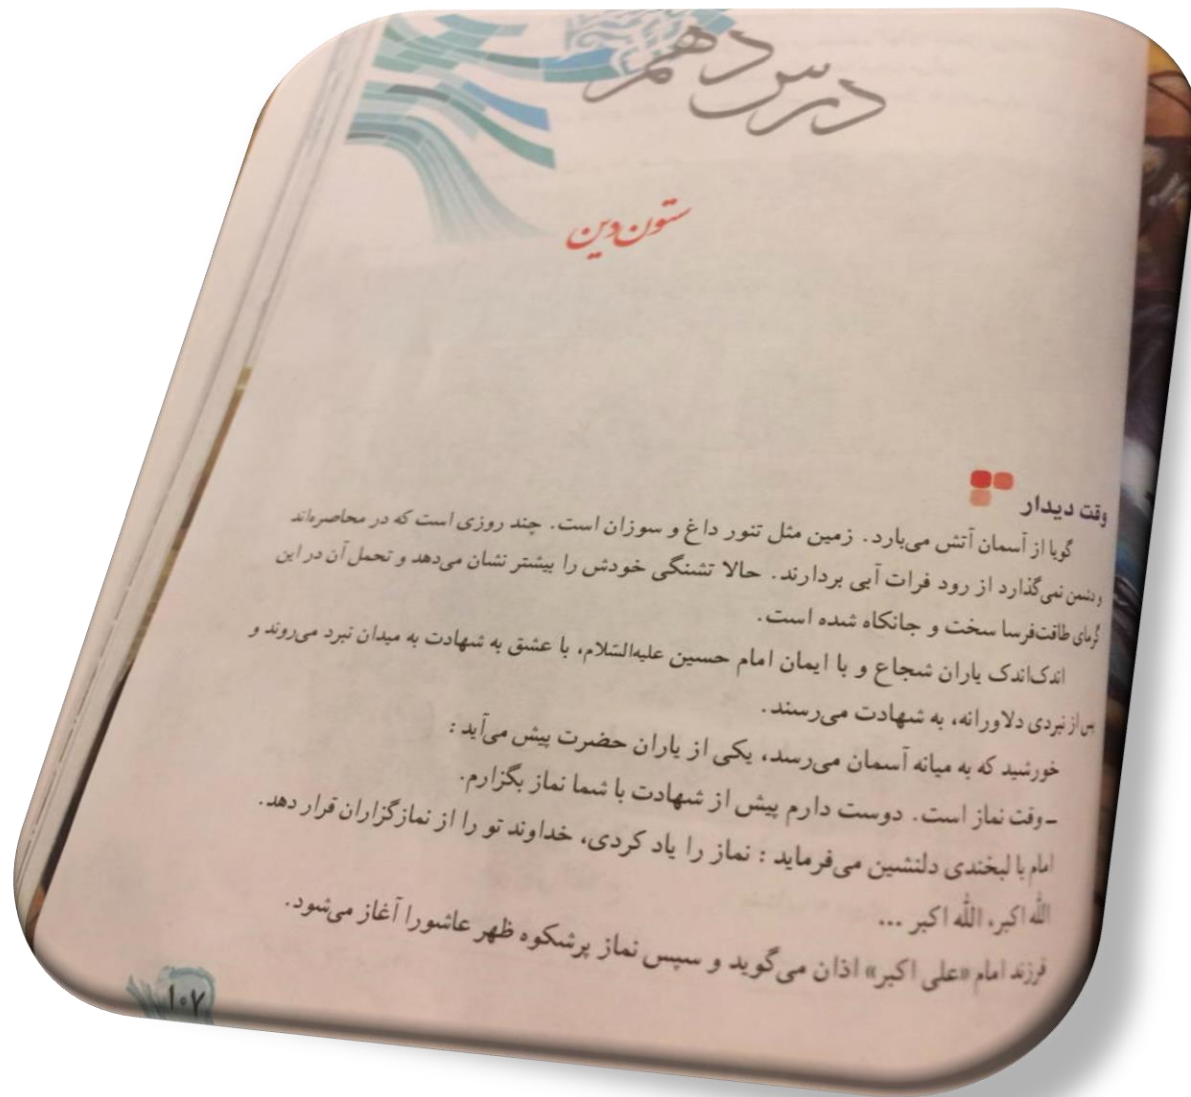 درس دهم
ستون دین
وقت دیدار
گویا از آسمان آتش می‌بارد. زمین مثل تنور داغ و سوزان است. چند روزی است که در محاصره‌اند
و دشمن نمی‌گذارد از رود فرات آبی بردارند. حالا تشنگی خودش را بیشتر نشان می‌دهد و تحمل آن در این
گرمای طاقت‌فرسا سخت و جانکاه شده است.
اندک‌اندک یاران شجاع و با ایمان امام حسین علیه‌السّلام، با عشق به شهادت به میدان نبرد می‌روند و
پس از نبردی دلاورانه، به شهادت می‌رسند.
خورشید که به میانه آسمان می‌رسد، یکی از یاران حضرت پیش می‌آید :
ـ وقت نماز است. دوست دارم پیش از شهادت با شما نماز بگزارم.
امام با لبخندی دلنشین می‌فرماید : نماز را یاد کردی، خداوند تو را از نمازگزاران قرار دهد.
الله اکبر، الله اکبر ...
فرزند امام «علی اکبر» اذان می‌گوید و سپس نماز پرشکوه ظهر عاشورا آغاز می‌شود.
۱۰۷